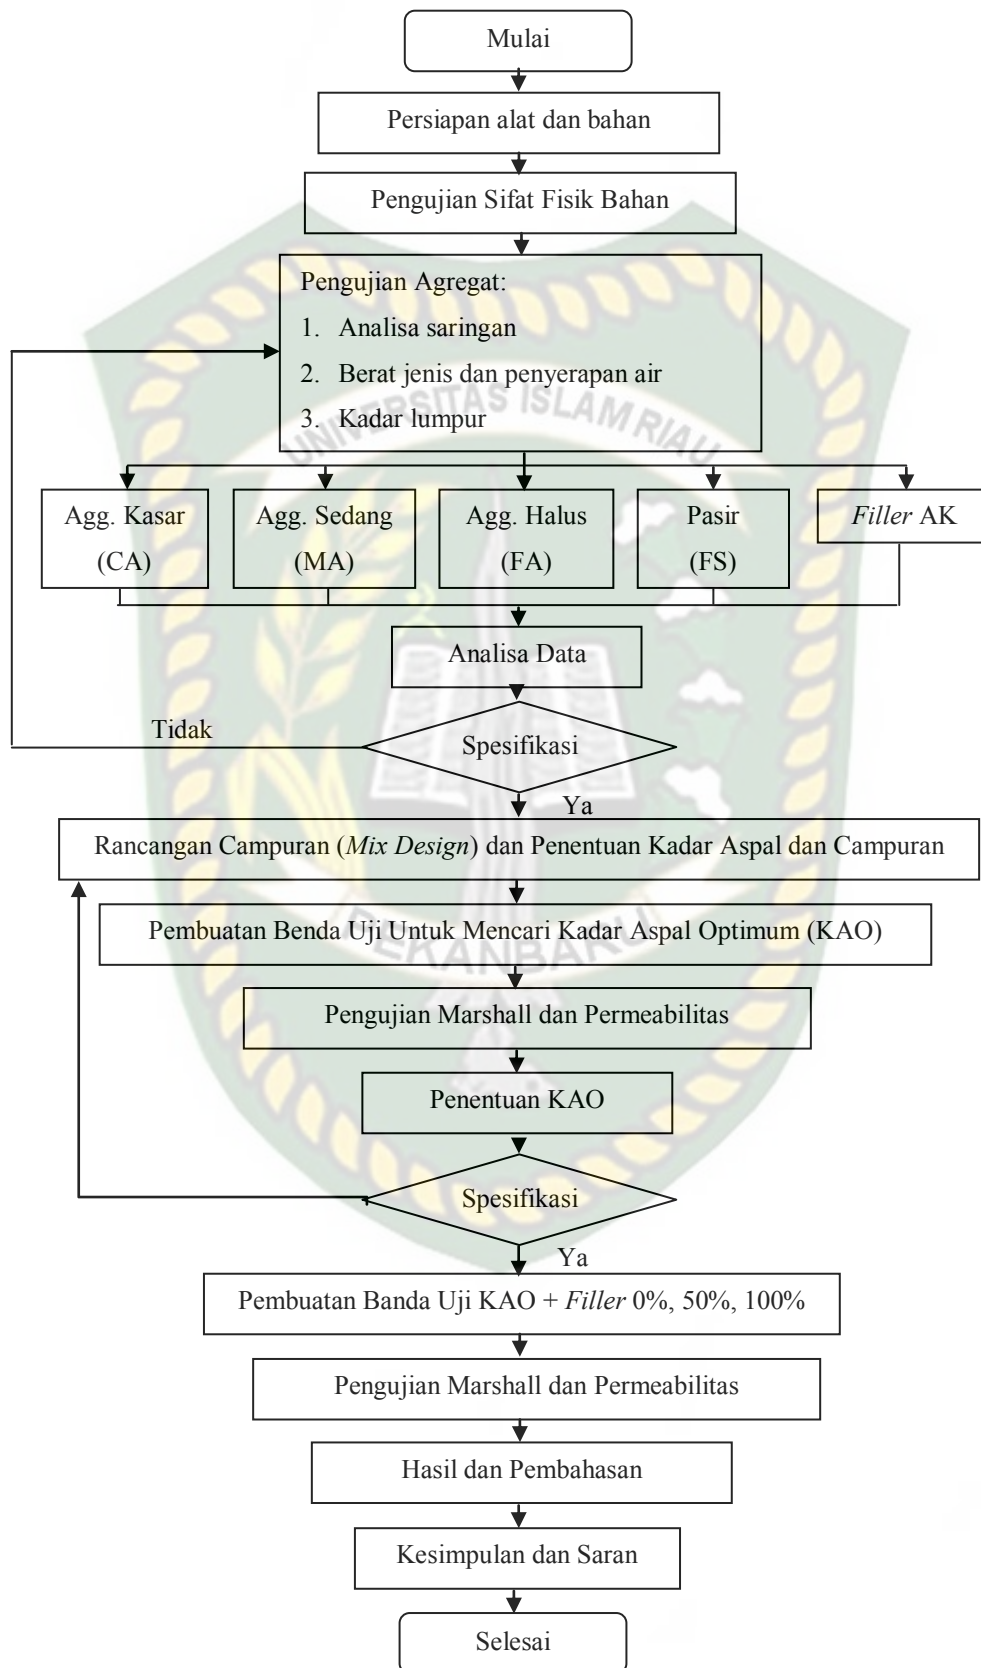 Mulai
Persiapan alat dan bahan
Pengujian Sifat Fisik Bahan
Pengujian Agregat:
1. Analisa saringan
2. Berat jenis dan penyerapan air
3. Kadar lumpur
UNIVERSITAS ISLAM RIAU
Agg. Kasar
(CA)
Agg. Sedang
(MA)
Agg. Halus
(FA)
Pasir
(FS)
Filler AK
Analisa Data
Tidak
Spesifikasi
Ya
Rancangan Campuran (Mix Design) dan Penentuan Kadar Aspal dan Campuran
Pembuatan Benda Uji Untuk Mencari Kadar Aspal Optimum (KAO)
PEKANBARU
Pengujian Marshall dan Permeabilitas
Penentuan KAO
Spesifikasi
Ya
Pembuatan Banda Uji KAO + Filler 0%, 50%, 100%
Pengujian Marshall dan Permeabilitas
Hasil dan Pembahasan
Kesimpulan dan Saran
Selesai